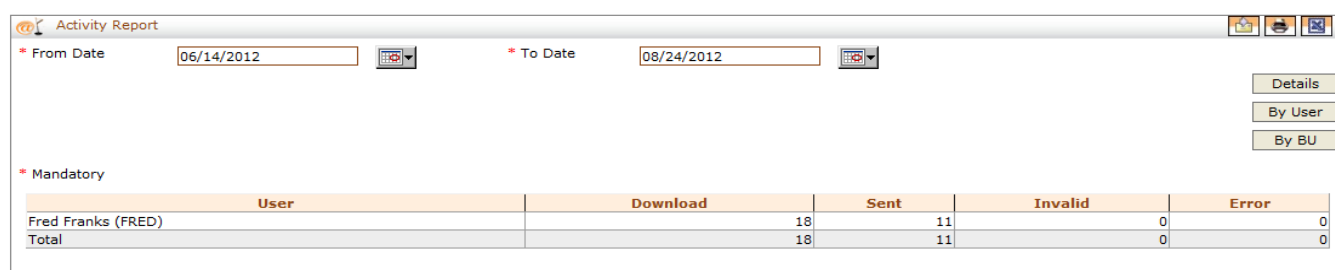 Activity Report
* From Date 06/14/2012 * To Date 08/24/2012
Details
By User
By BU
* Mandatory
User Download Sent Invalid Error
Fred Franks (FRED) 18 11 0 0
Total 18 11 0 0